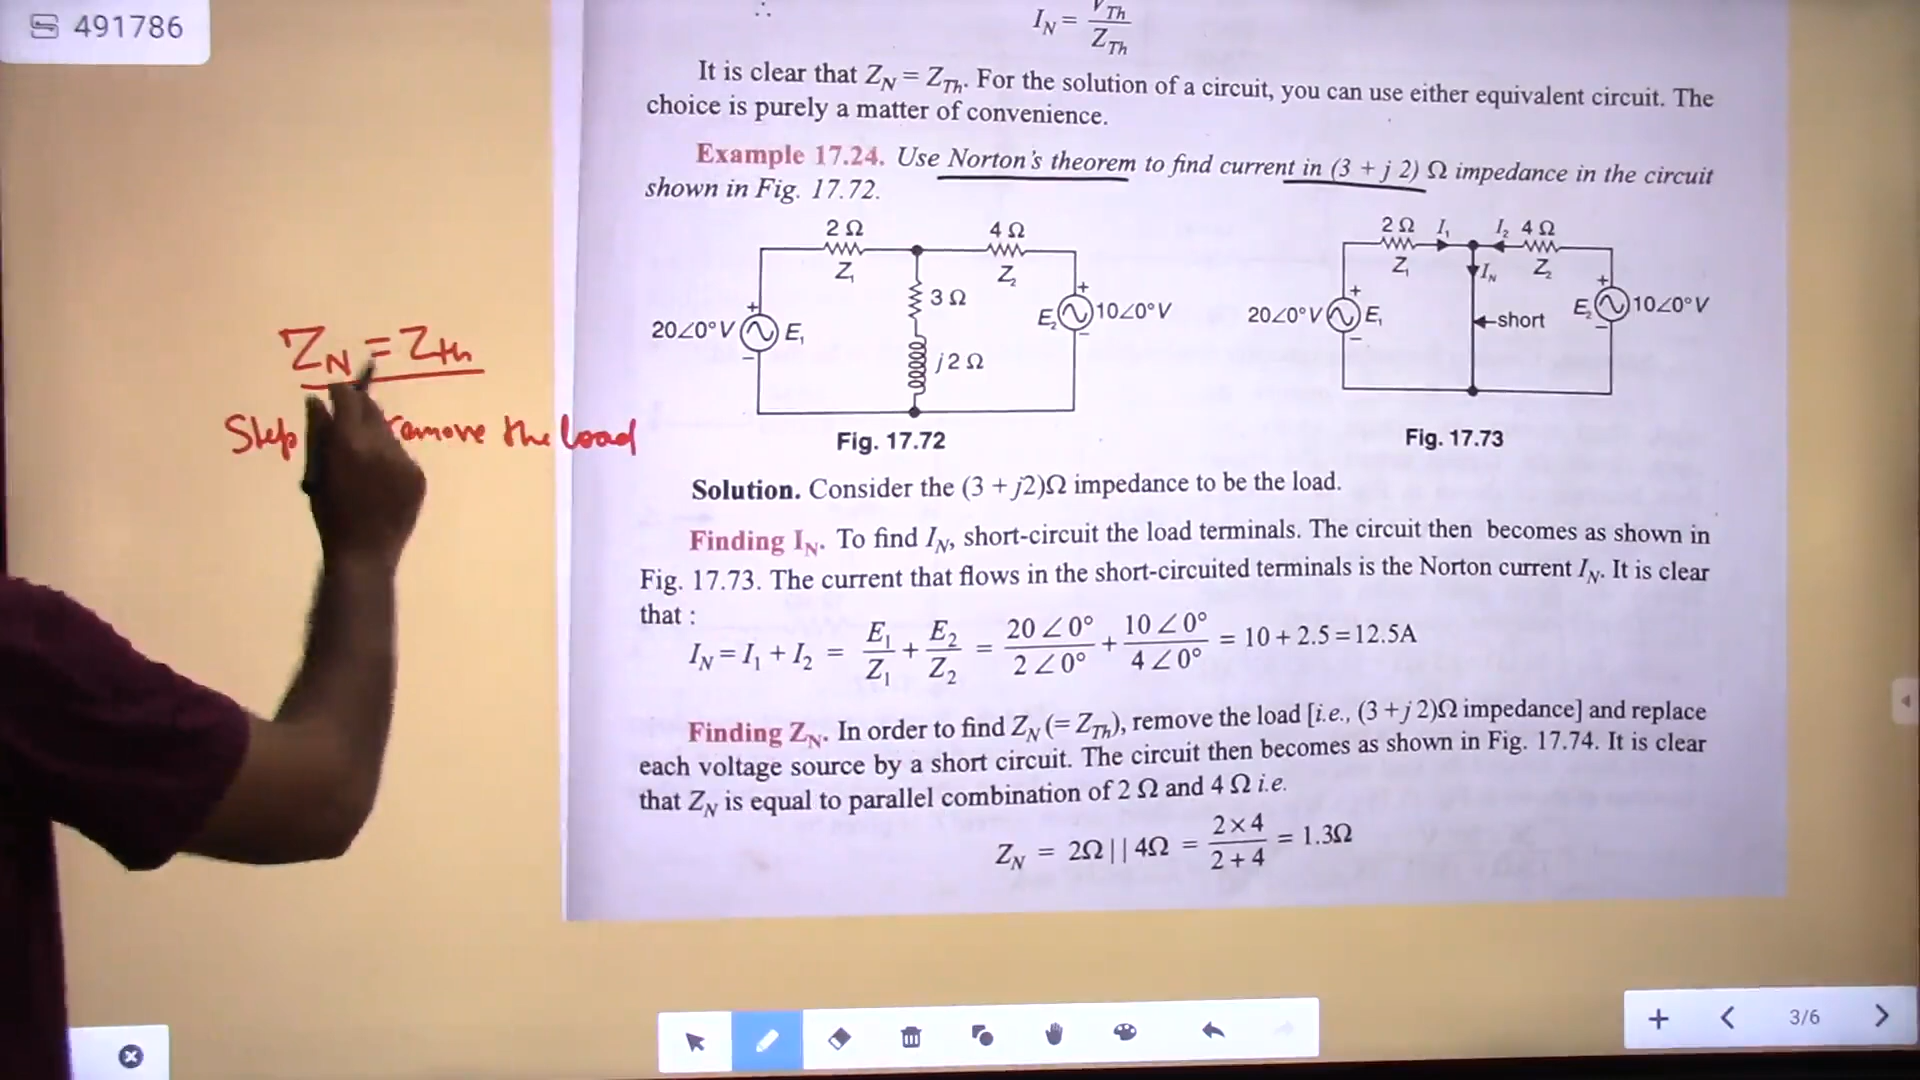 491786
∴ I_N = V_Th / Z_Th
It is clear that Z_N = Z_Th. For the solution of a circuit, you can use either equivalent circuit. The
choice is purely a matter of convenience.
Example 17.24. Use Norton's theorem to find current in (3 + j 2) Ω impedance in the circuit
shown in Fig. 17.72.
2 Ω
Z₁
4 Ω
Z₂
3 Ω
j 2 Ω
20∠0° V
+
−
E₁
E₂
+
−
10∠0° V
Fig. 17.72
2 Ω I₁ I₂ 4 Ω
Z₁ I_N Z₂
20∠0° V
+
−
E₁
short
E₂
+
−
10∠0° V
Fig. 17.73
Z_N = Z_th
Step remove the load
Solution. Consider the (3 + j2)Ω impedance to be the load.
Finding I_N. To find I_N, short-circuit the load terminals. The circuit then becomes as shown in
Fig. 17.73. The current that flows in the short-circuited terminals is the Norton current I_N. It is clear
that :
I_N = I₁ + I₂ = E₁/Z₁ + E₂/Z₂ = 20∠0°/2∠0° + 10∠0°/4∠0° = 10 + 2.5 = 12.5A
Finding Z_N. In order to find Z_N (= Z_Th), remove the load [i.e., (3 + j 2)Ω impedance] and replace
each voltage source by a short circuit. The circuit then becomes as shown in Fig. 17.74. It is clear
that Z_N is equal to parallel combination of 2 Ω and 4 Ω i.e.
Z_N = 2Ω || 4Ω = 2 × 4 / 2 + 4 = 1.3Ω
3/6